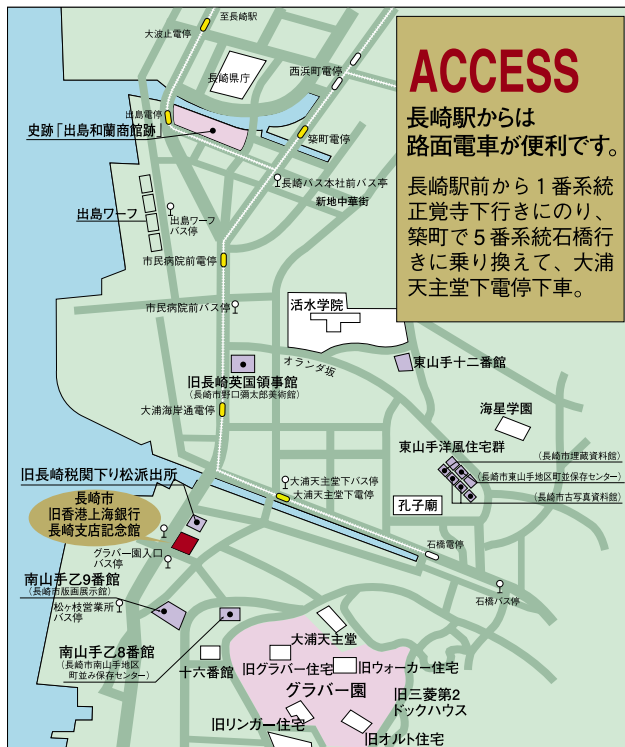 至長崎駅
大波止電停
長崎県庁
西浜町電停
出島電停
史跡「出島和蘭商館跡」
築町電停
長崎バス本社前バス亭
新地中華街
出島ワーフ
出島ワーフ
バス停
市民病院前電停
市民病院前バス停
活水学院
オランダ坂
東山手十二番館
旧長崎英国領事館
(長崎市野口彌太郎美術館)
大浦海岸通電停
海星学園
東山手洋風住宅群
(長崎市埋蔵資料館)
(長崎市東山手地区町並保存センター)
(長崎市古写真資料館)
旧長崎税関下り松派出所
大浦天主堂下バス停
大浦天主堂下電停
孔子廟
長崎市
旧香港上海銀行
長崎支店記念館
グラバー園入口
バス停
石橋電停
石橋バス停
南山手乙9番館
(長崎市版画展示館)
松ヶ枝営業所
バス停
南山手乙8番館
(長崎市南山手地区
町並み保存センター)
十六番館
大浦天主堂
旧グラバー住宅
旧ウォーカー住宅
グラバー園
旧三菱第2
ドックハウス
旧リンガー住宅
旧オルト住宅
ACCESS
長崎駅からは
路面電車が便利です。
長崎駅前から1番系統
正覚寺下行きにのり、
築町で5番系統石橋行
きに乗り換えて、大浦
天主堂下電停下車。